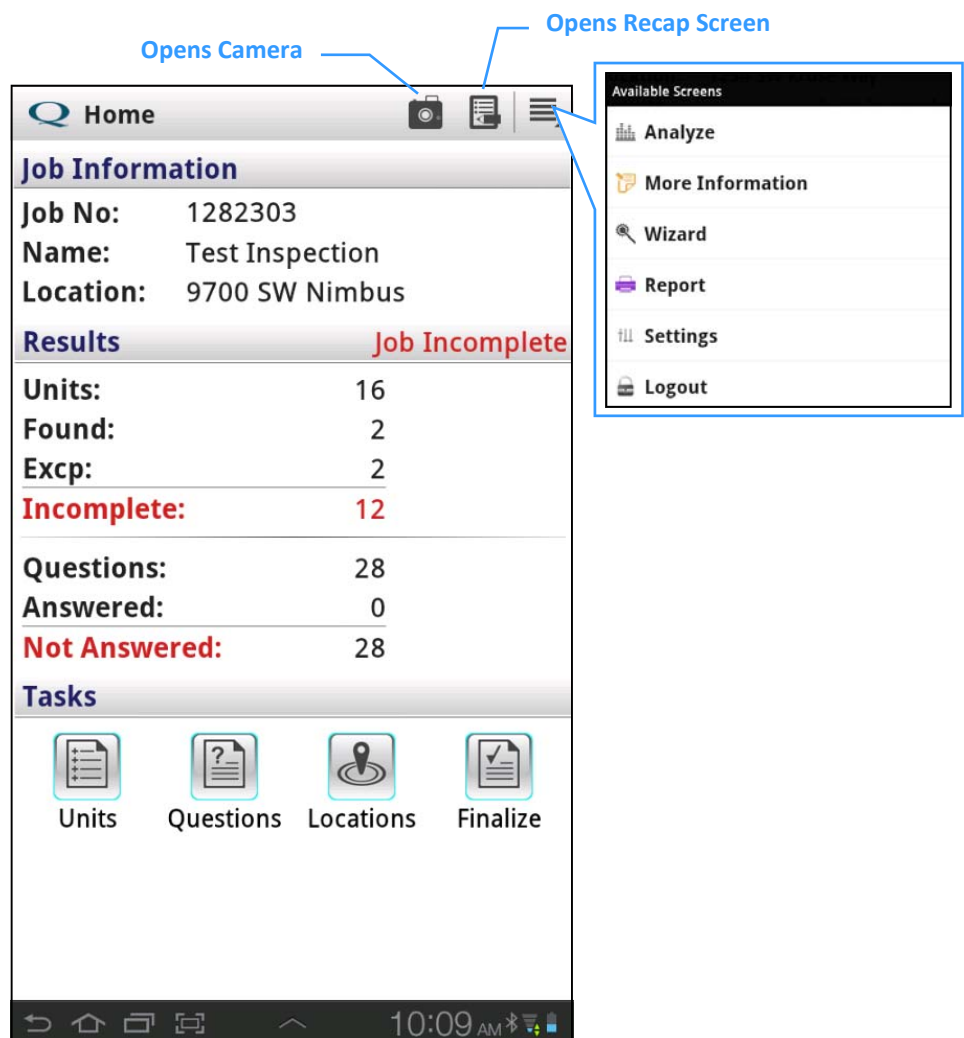 Opens Recap Screen
Opens Camera
Home
Job Information
Job No: 1282303
Name: Test Inspection
Location: 9700 SW Nimbus
Results Job Incomplete
Units: 16
Found: 2
Excp: 2
Incomplete: 12
Questions: 28
Answered: 0
Not Answered: 28
Tasks
Units Questions Locations Finalize
10:09 AM
Available Screens
Analyze
More Information
Wizard
Report
Settings
Logout